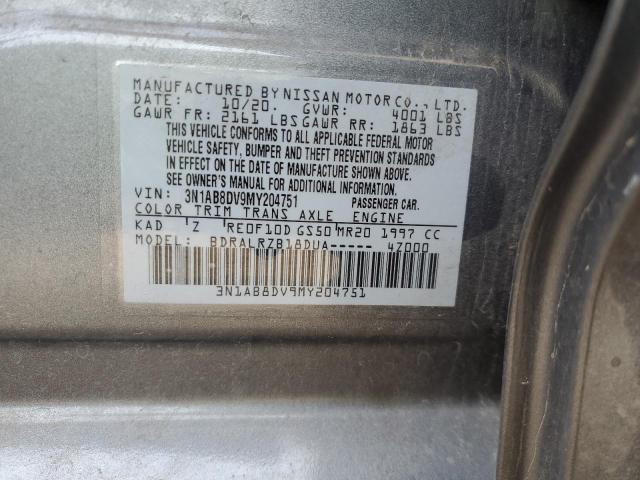 MANUFACTURED BY NISSAN MOTOR CO., LTD.
DATE: 10/20. GVWR: 4001 LBS
GAWR FR: 2161 LBS GAWR RR: 1863 LBS
THIS VEHICLE CONFORMS TO ALL APPLICABLE FEDERAL MOTOR
VEHICLE SAFETY, BUMPER AND THEFT PREVENTION STANDARDS
IN EFFECT ON THE DATE OF MANUFACTURE SHOWN ABOVE.
SEE OWNER'S MANUAL FOR ADDITIONAL INFORMATION.
VIN: 3N1AB8DV9MY204751 PASSENGER CAR.
COLOR TRIM TRANS AXLE ENGINE
KAD Z RE0F10D GS50 MR20 1997 CC
MODEL: BDRALRZB18DUA----- 4Z000
3N1AB8DV9MY204751